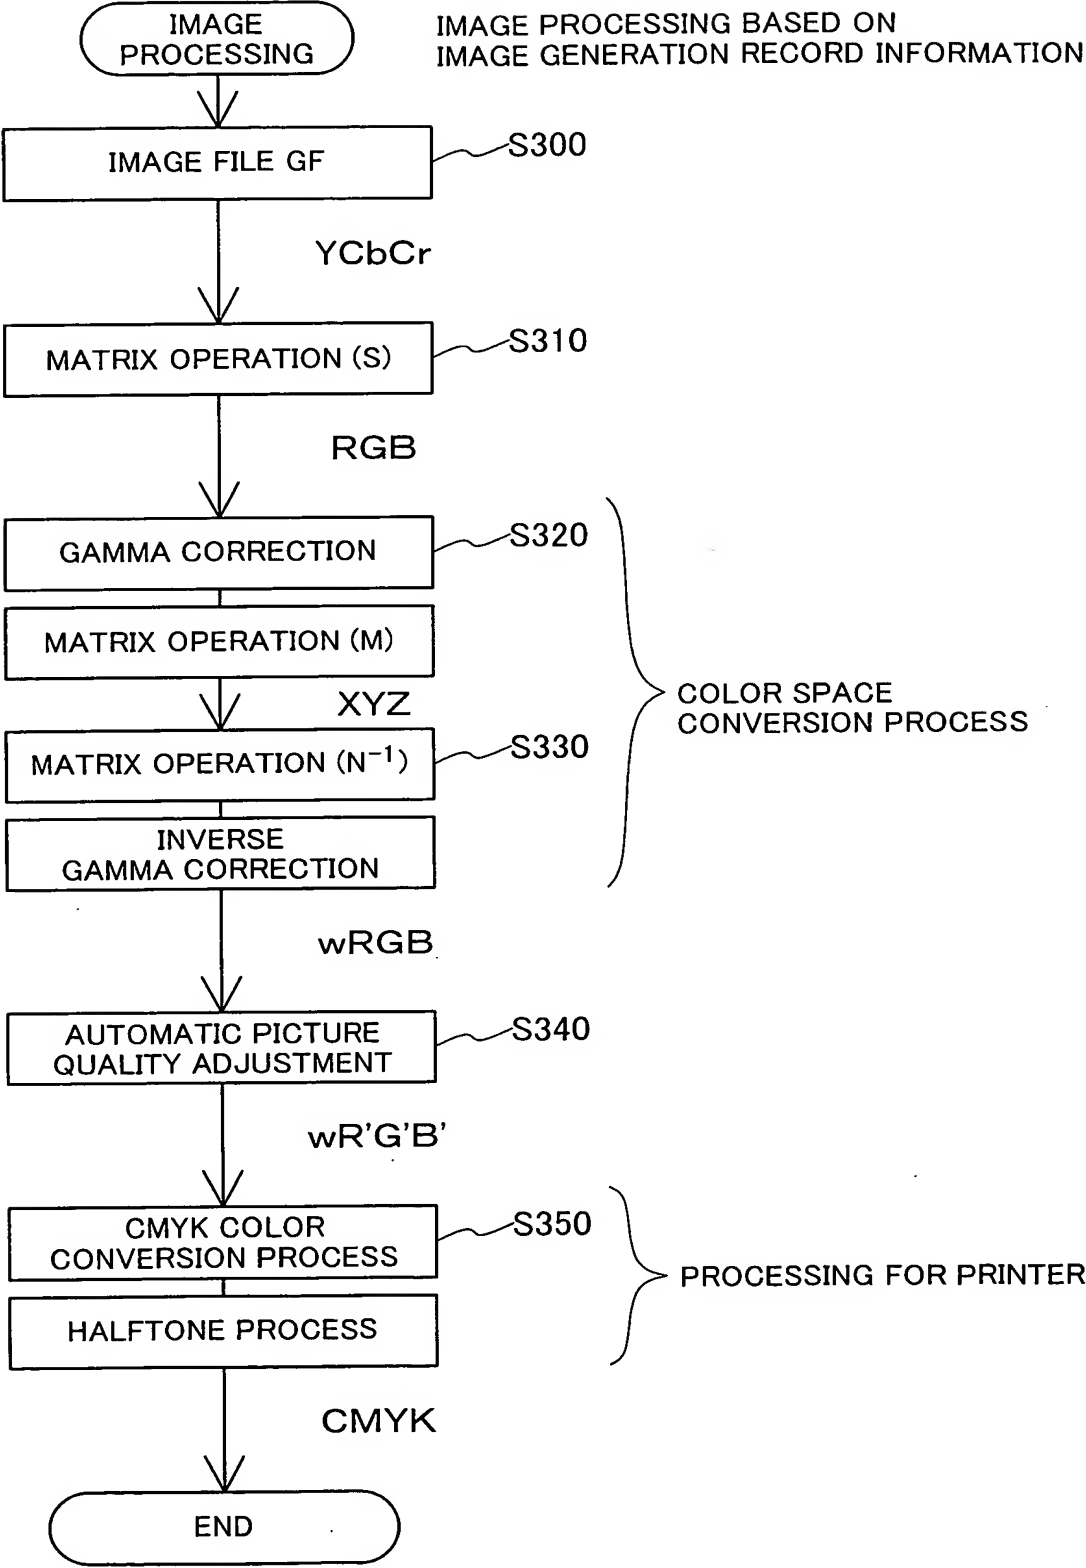 IMAGE
PROCESSING
IMAGE PROCESSING BASED ON
IMAGE GENERATION RECORD INFORMATION
IMAGE FILE GF
S300
YCbCr
MATRIX OPERATION (S)
S310
RGB
GAMMA CORRECTION
S320
MATRIX OPERATION (M)
XYZ
COLOR SPACE
CONVERSION PROCESS
MATRIX OPERATION (N⁻¹)
S330
INVERSE
GAMMA CORRECTION
wRGB
AUTOMATIC PICTURE
QUALITY ADJUSTMENT
S340
wR'G'B'
CMYK COLOR
CONVERSION PROCESS
S350
PROCESSING FOR PRINTER
HALFTONE PROCESS
CMYK
END